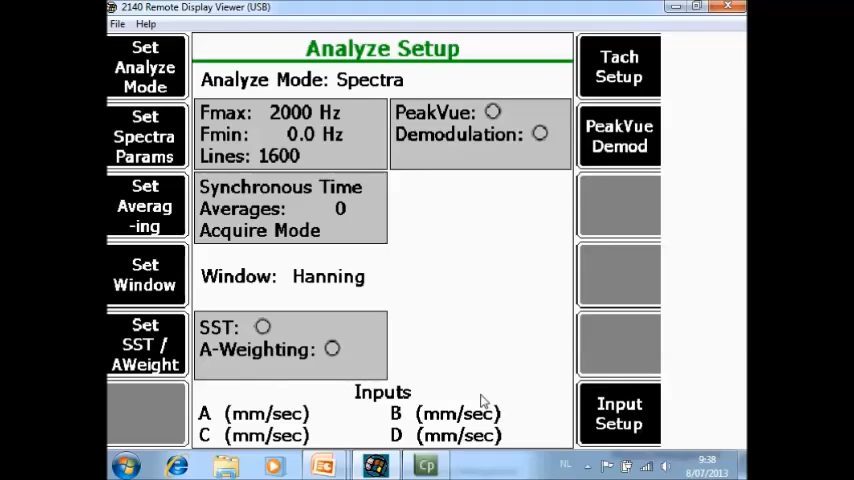 2140 Remote Display Viewer (USB)
File Help
Set
Analyze
Mode
Set
Spectra
Params
Set
Averag
-ing
Set
Window
Set
SST /
AWeight
Analyze Setup
Analyze Mode: Spectra
Fmax: 2000 Hz
Fmin: 0.0 Hz
Lines: 1600
PeakVue:
Demodulation:
Synchronous Time
Averages: 0
Acquire Mode
Window: Hanning
SST:
A-Weighting:
Inputs
A (mm/sec) B (mm/sec)
C (mm/sec) D (mm/sec)
Tach
Setup
PeakVue
Demod
Input
Setup
Cp
NL
9:38
8/07/2013